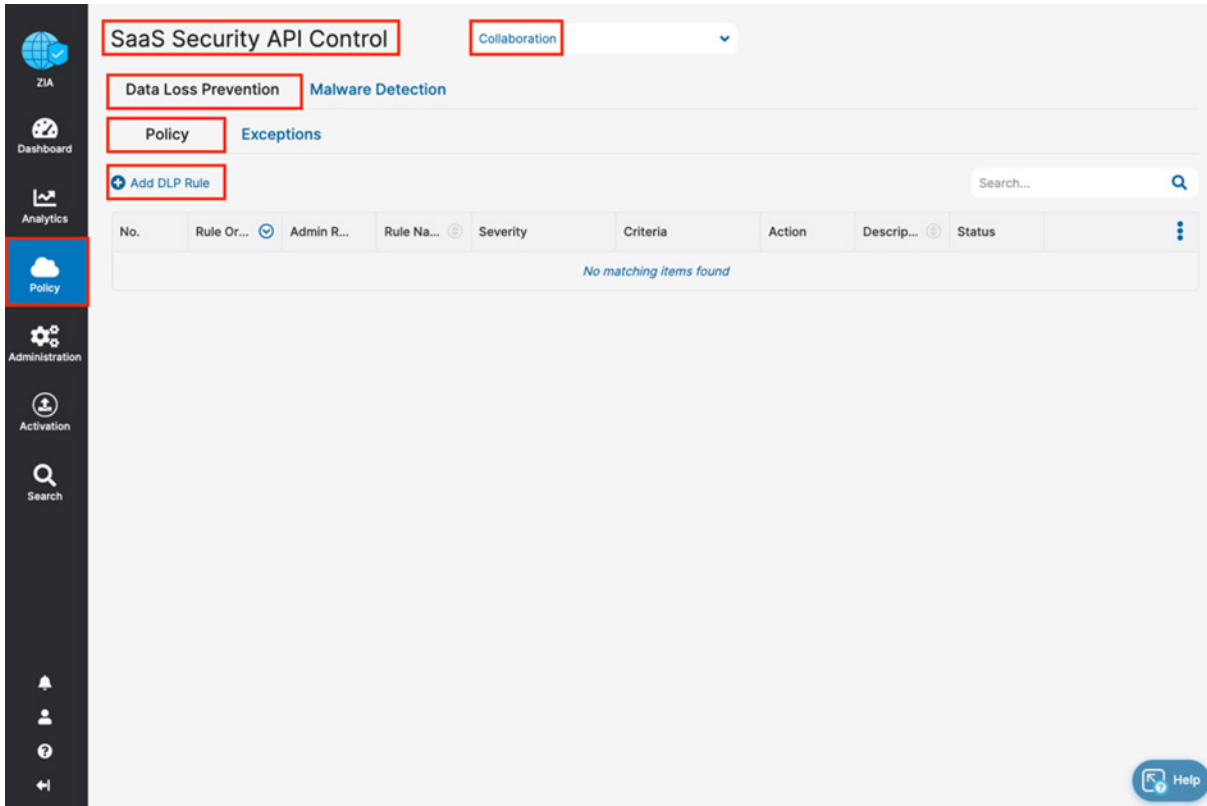 SaaS Security API Control
Collaboration
ZIA
Data Loss Prevention Malware Detection
Policy Exceptions
Dashboard
Add DLP Rule
Search...
Analytics
No. Rule Or... Admin R... Rule Na... Severity Criteria Action Descrip... Status
No matching items found
Policy
Administration
Activation
Search
Help